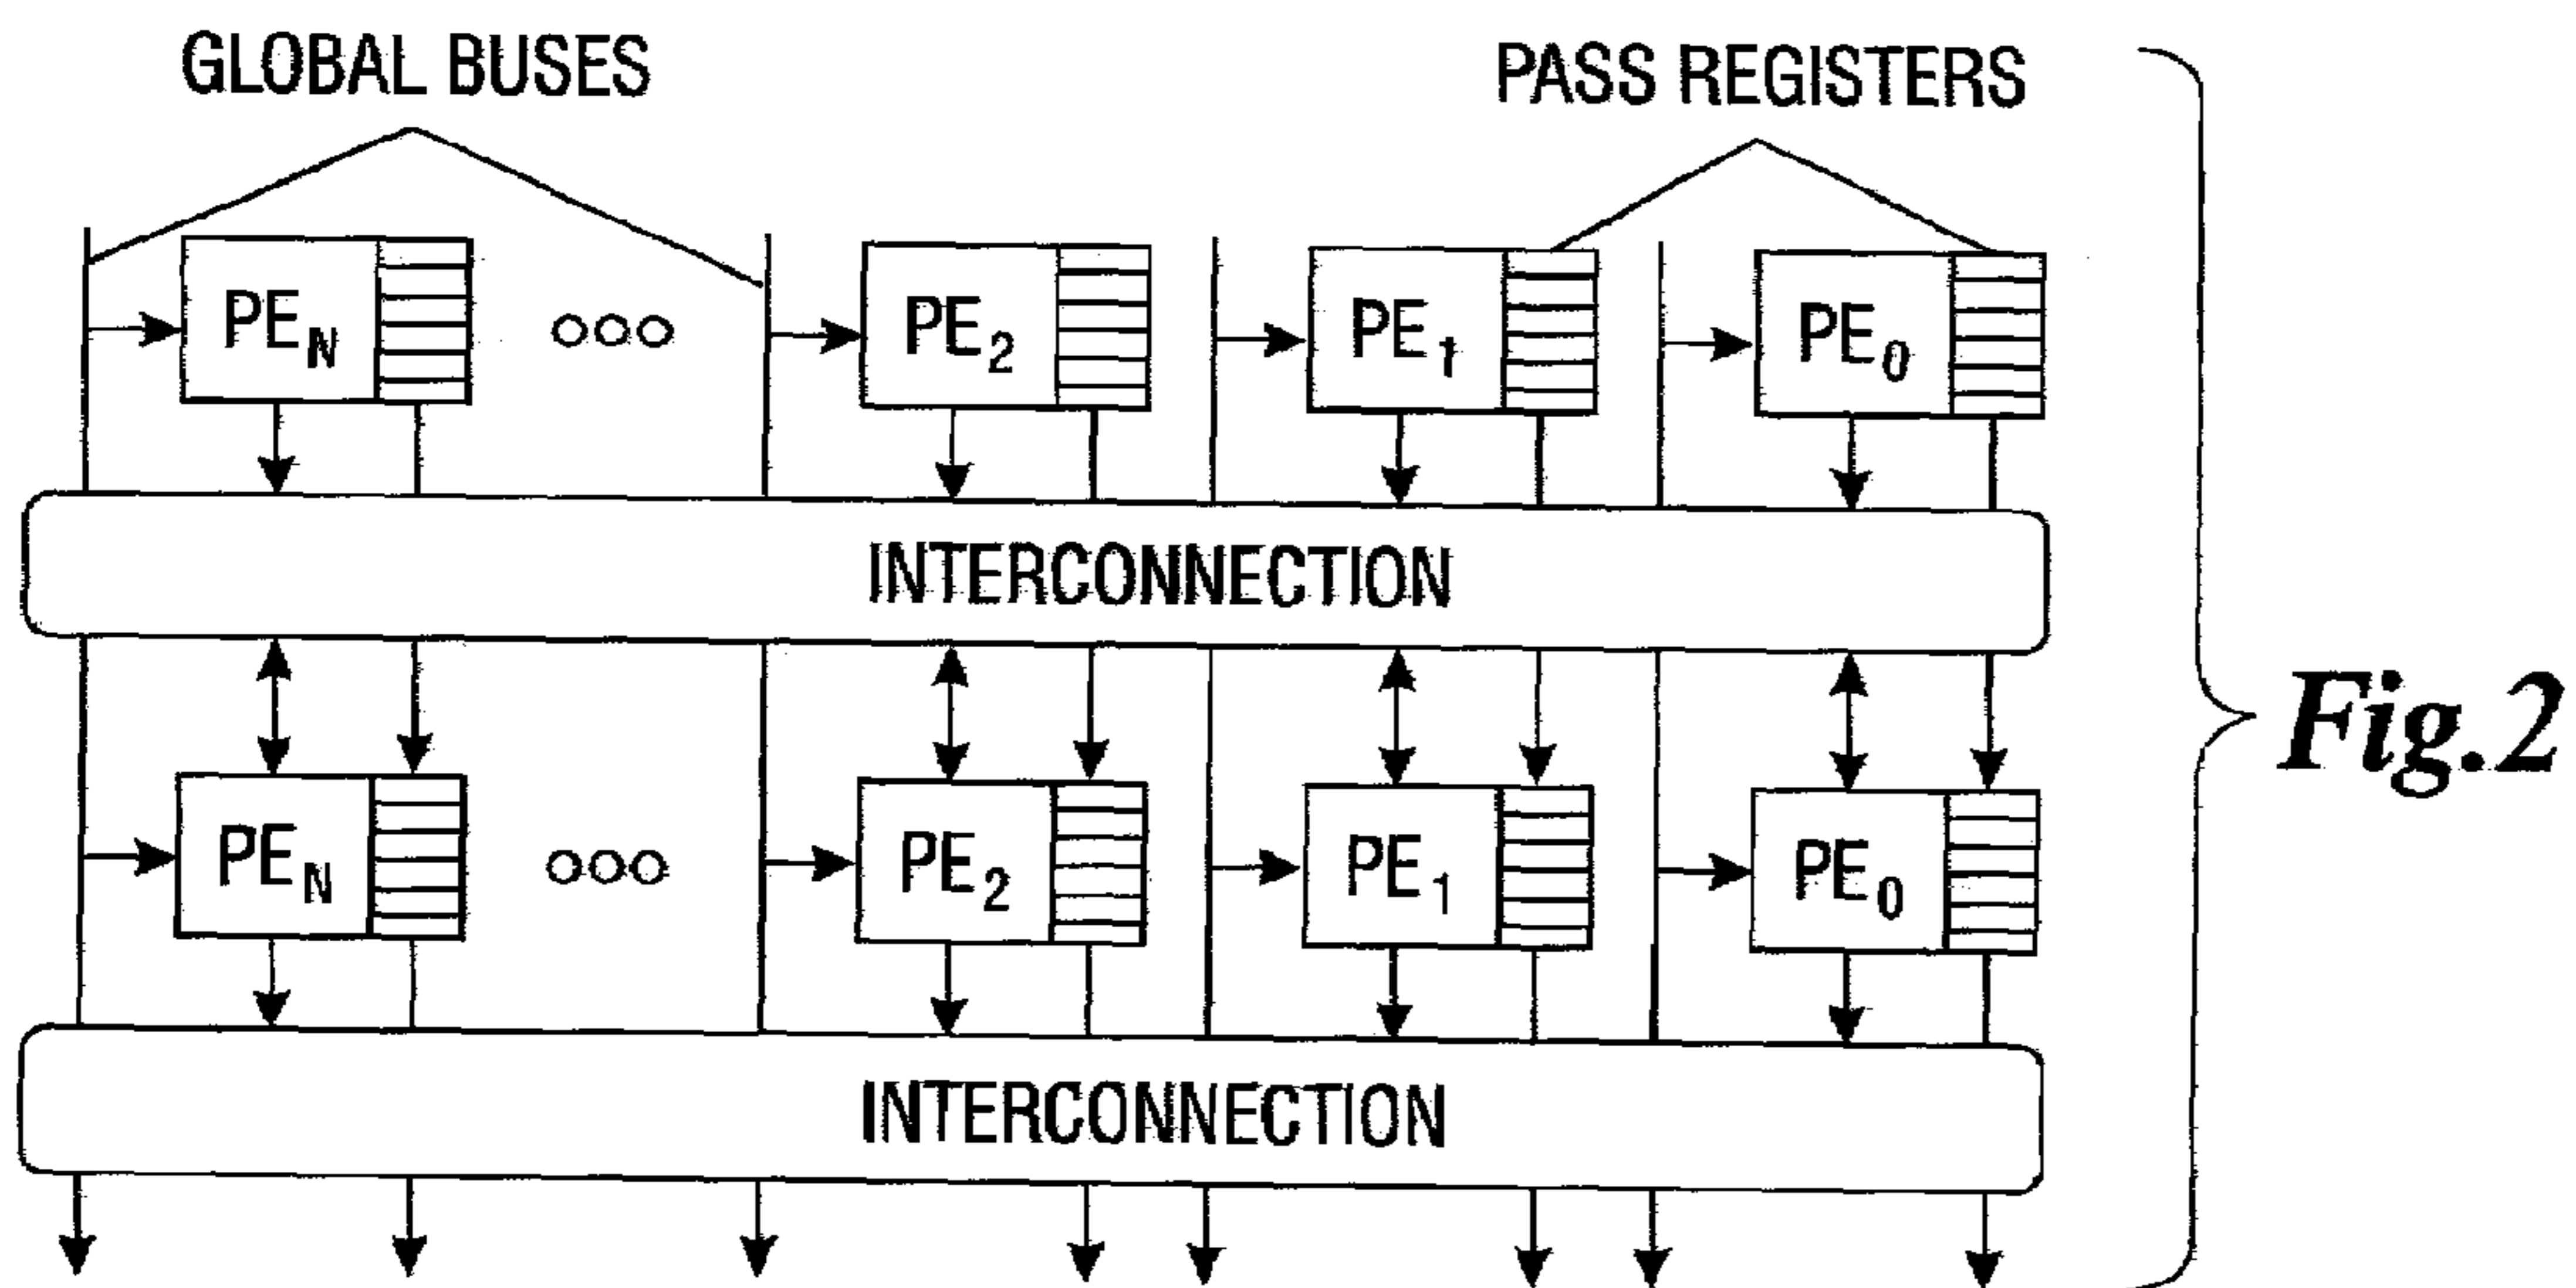 GLOBAL BUSES
PASS REGISTERS
PE_N ooo PE_2 PE_1 PE_0
INTERCONNECTION
PE_N ooo PE_2 PE_1 PE_0
INTERCONNECTION
Fig.2